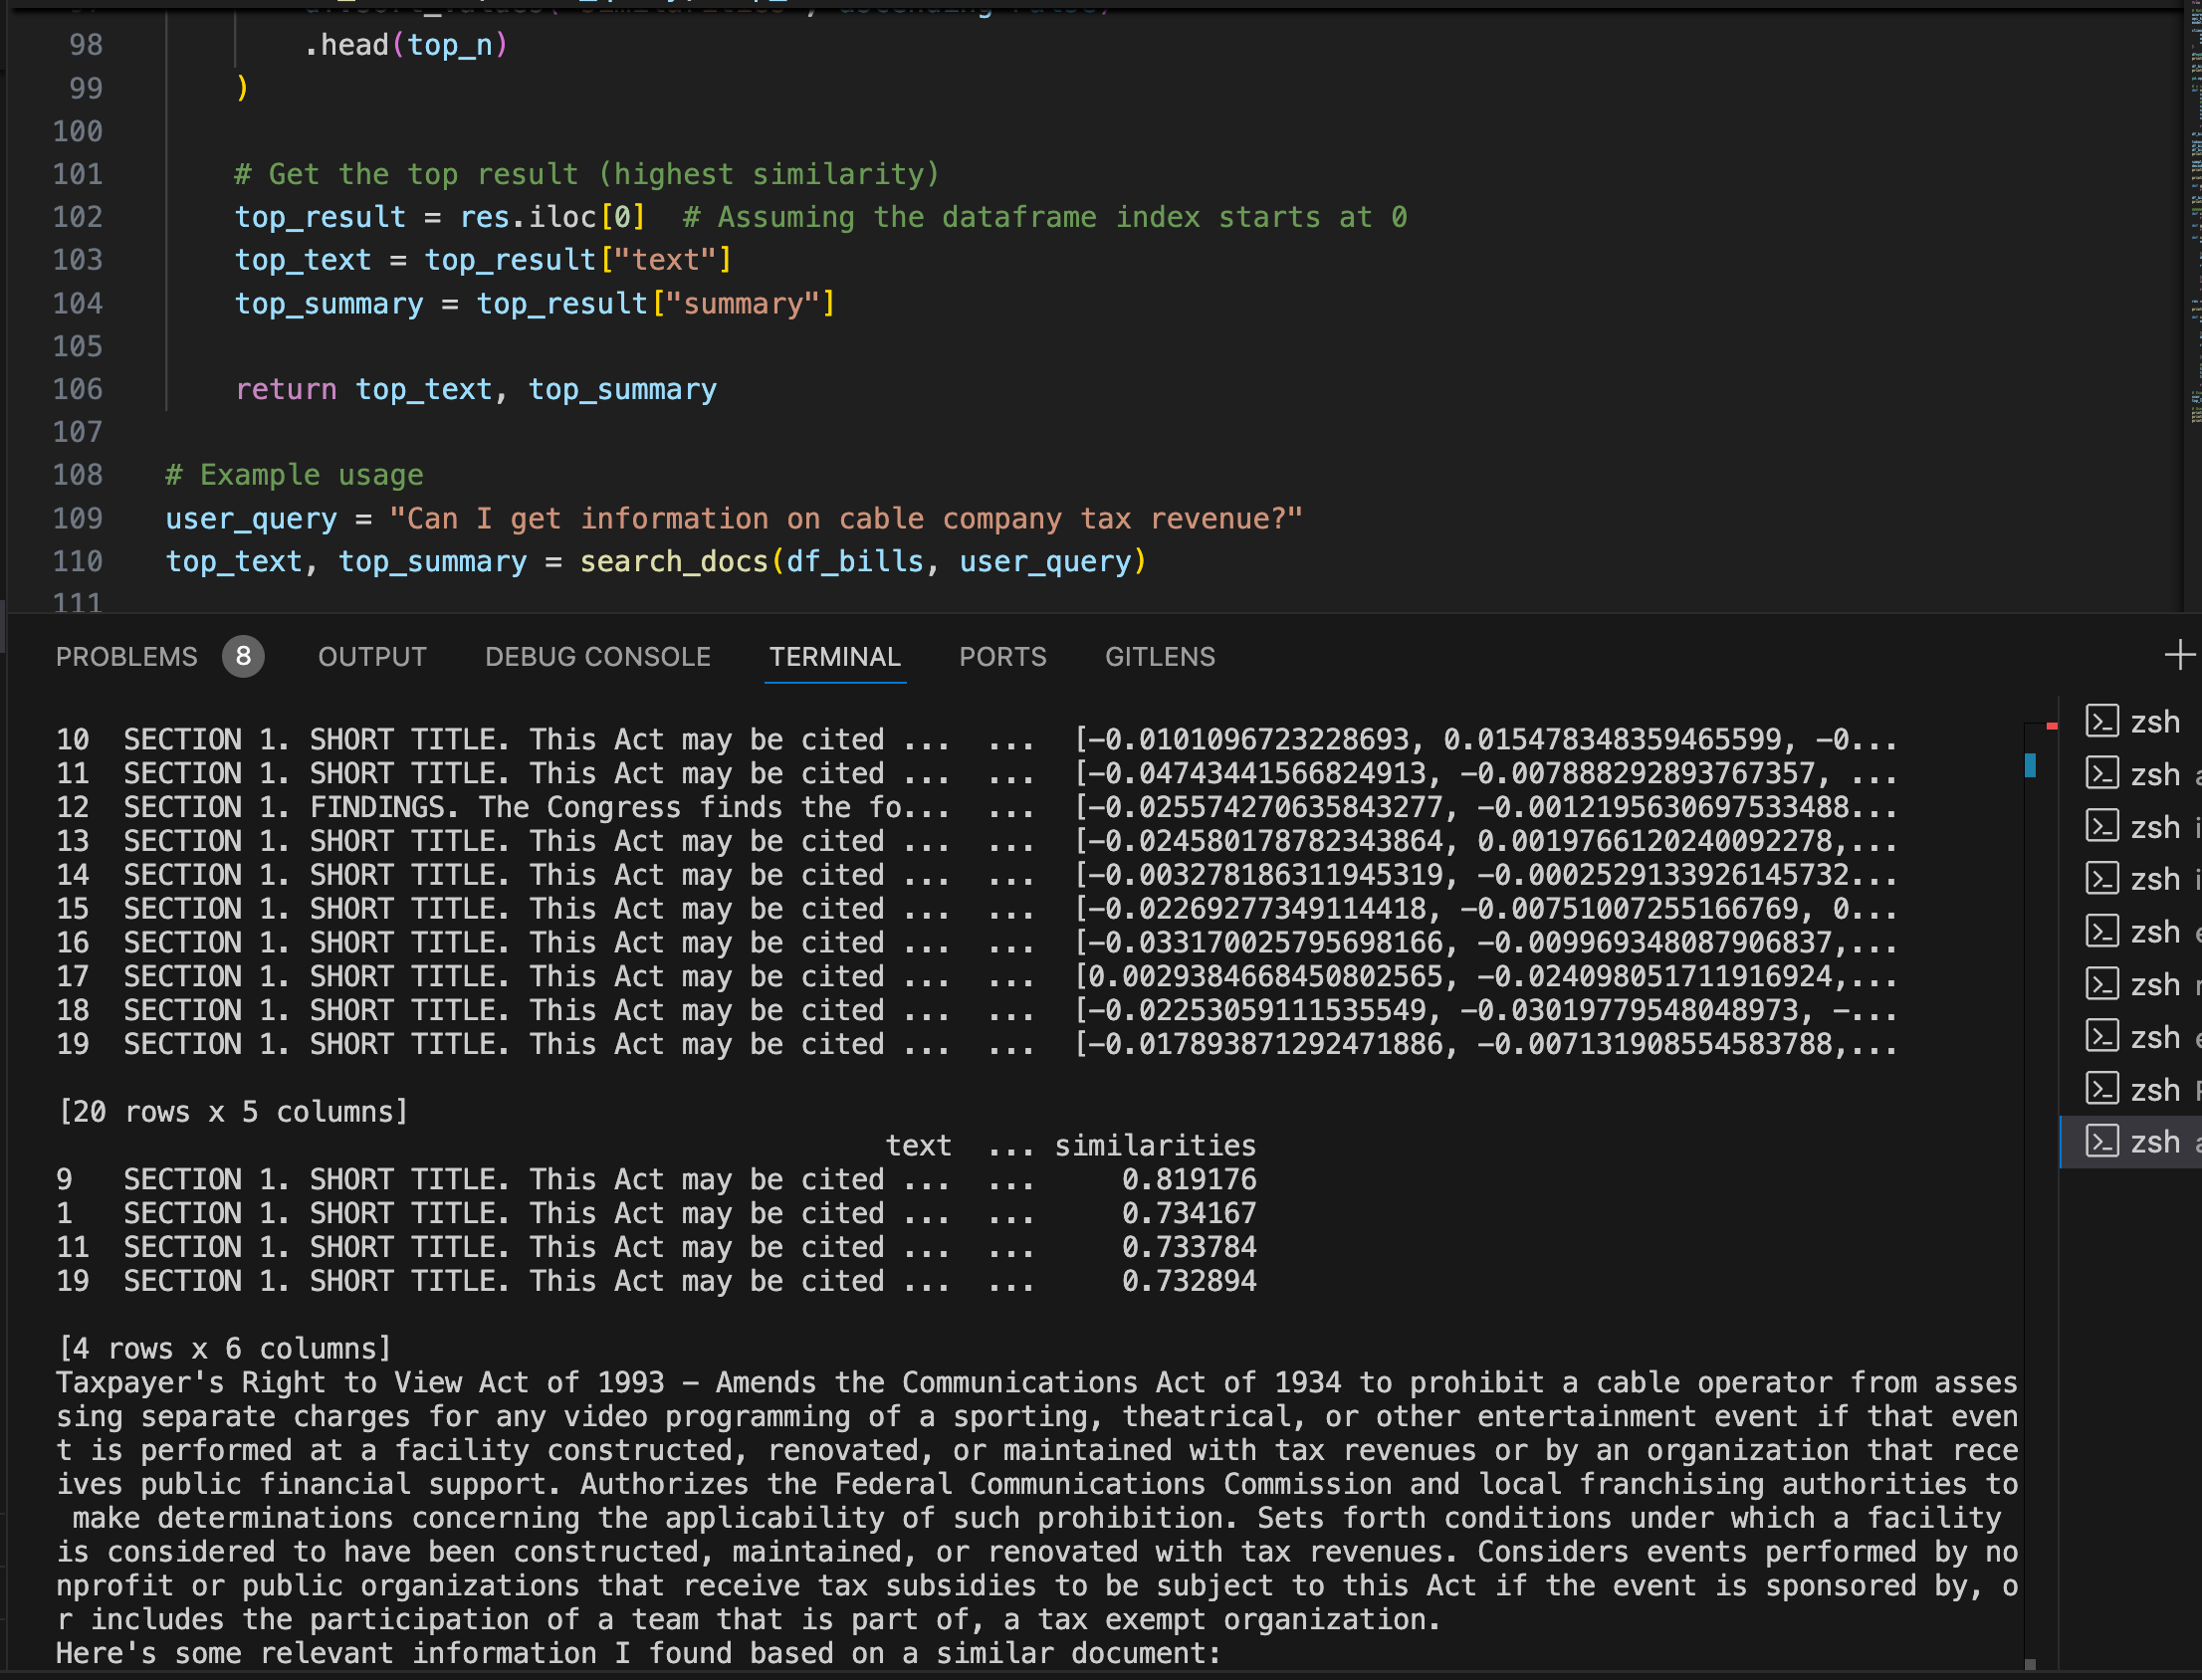 98 .head(top_n)
99 )
100
101 # Get the top result (highest similarity)
102 top_result = res.iloc[0]  # Assuming the dataframe index starts at 0
103 top_text = top_result["text"]
104 top_summary = top_result["summary"]
105
106 return top_text, top_summary
107
108 # Example usage
109 user_query = "Can I get information on cable company tax revenue?"
110 top_text, top_summary = search_docs(df_bills, user_query)
111
PROBLEMS 8 OUTPUT DEBUG CONSOLE TERMINAL PORTS GITLENS
10 SECTION 1. SHORT TITLE. This Act may be cited ... ... [-0.0101096723228693, 0.015478348359465599, -0...
11 SECTION 1. SHORT TITLE. This Act may be cited ... ... [-0.04743441566824913, -0.007888292893767357, ...
12 SECTION 1. FINDINGS. The Congress finds the fo... ... [-0.025574270635843277, -0.0012195630697533488...
13 SECTION 1. SHORT TITLE. This Act may be cited ... ... [-0.024580178782343864, 0.0019766120240092278,...
14 SECTION 1. SHORT TITLE. This Act may be cited ... ... [-0.003278186311945319, -0.0002529133926145732...
15 SECTION 1. SHORT TITLE. This Act may be cited ... ... [-0.02269277349114418, -0.00751007255166769, 0...
16 SECTION 1. SHORT TITLE. This Act may be cited ... ... [-0.033170025795698166, -0.009969348087906837,...
17 SECTION 1. SHORT TITLE. This Act may be cited ... ... [0.0029384668450802565, -0.024098051711916924,...
18 SECTION 1. SHORT TITLE. This Act may be cited ... ... [-0.02253059111535549, -0.03019779548048973, -...
19 SECTION 1. SHORT TITLE. This Act may be cited ... ... [-0.017893871292471886, -0.007131908554583788,...
[20 rows x 5 columns]
text ... similarities
9 SECTION 1. SHORT TITLE. This Act may be cited ... ... 0.819176
1 SECTION 1. SHORT TITLE. This Act may be cited ... ... 0.734167
11 SECTION 1. SHORT TITLE. This Act may be cited ... ... 0.733784
19 SECTION 1. SHORT TITLE. This Act may be cited ... ... 0.732894
[4 rows x 6 columns]
Taxpayer's Right to View Act of 1993 - Amends the Communications Act of 1934 to prohibit a cable operator from asses
sing separate charges for any video programming of a sporting, theatrical, or other entertainment event if that even
t is performed at a facility constructed, renovated, or maintained with tax revenues or by an organization that rece
ives public financial support. Authorizes the Federal Communications Commission and local franchising authorities to
make determinations concerning the applicability of such prohibition. Sets forth conditions under which a facility
is considered to have been constructed, maintained, or renovated with tax revenues. Considers events performed by no
nprofit or public organizations that receive tax subsidies to be subject to this Act if the event is sponsored by, o
r includes the participation of a team that is part of, a tax exempt organization.
Here's some relevant information I found based on a similar document:
zsh
zsh
zsh
zsh
zsh
zsh
zsh
zsh
zsh